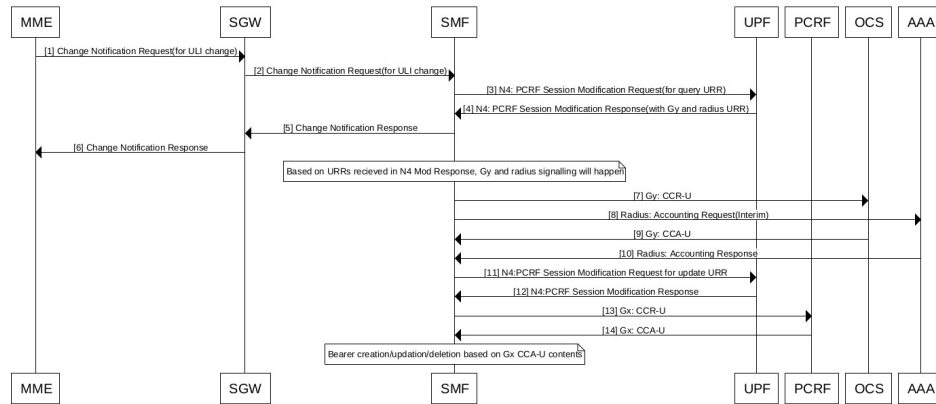 MME SGW SMF UPF PCRF OCS AAA
[1] Change Notification Request(for ULI change)
[2] Change Notification Request(for ULI change)
[3] N4: PCRF Session Modification Request(for query URR)
[4] N4: PCRF Session Modification Response(with Gy and radius URR)
[5] Change Notification Response
[6] Change Notification Response
Based on URRs recieved in N4 Mod Response, Gy and radius signalling will happen
[7] Gy: CCR-U
[8] Radius: Accounting Request(Interim)
[9] Gy: CCA-U
[10] Radius: Accounting Response
[11] N4:PCRF Session Modification Request for update URR
[12] N4:PCRF Session Modification Response
[13] Gx: CCR-U
[14] Gx: CCA-U
Bearer creation/updation/deletion based on Gx CCA-U contents
MME SGW SMF UPF PCRF OCS AAA